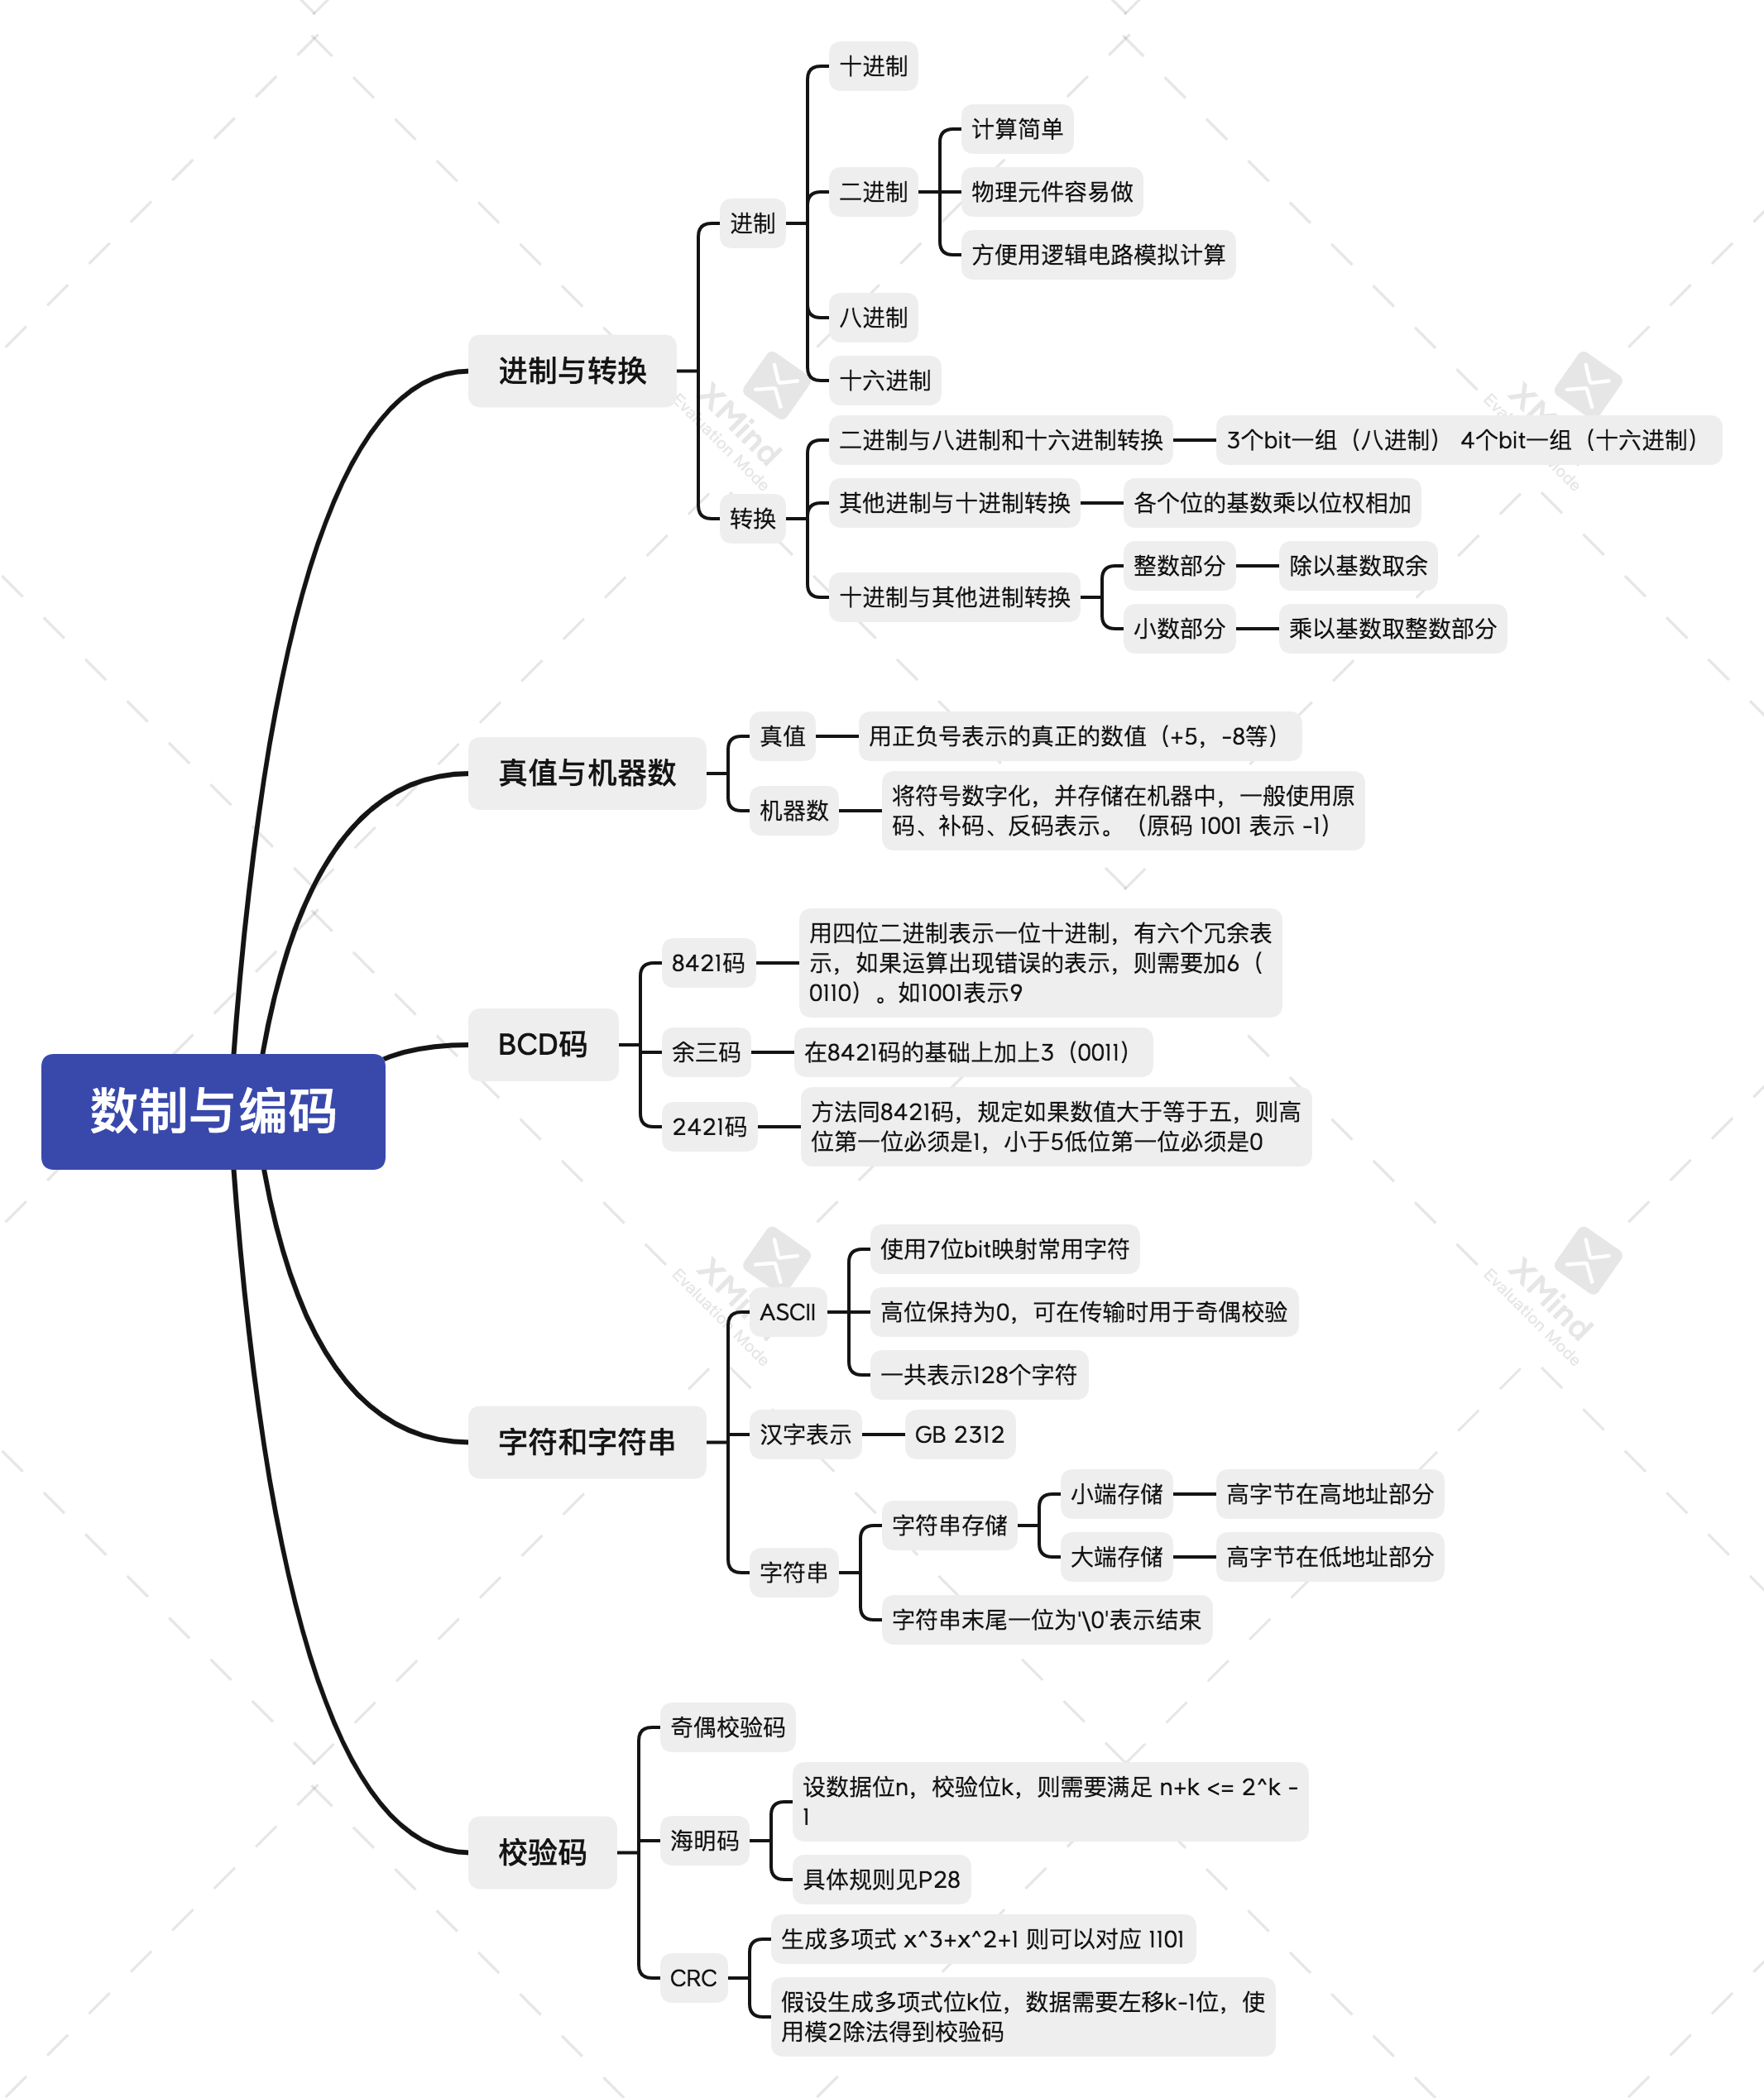 十进制
计算简单
二进制
物理元件容易做
进制
方便用逻辑电路模拟计算
八进制
进制与转换
十六进制
二进制与八进制和十六进制转换
3个bit一组（八进制） 4个bit一组（十六进制）
转换
其他进制与十进制转换
各个位的基数乘以位权相加
整数部分
除以基数取余
十进制与其他进制转换
小数部分
乘以基数取整数部分
真值
用正负号表示的真正的数值（+5，-8等）
真值与机器数
机器数
将符号数字化，并存储在机器中，一般使用原
码、补码、反码表示。（原码 1001 表示 -1）
8421码
用四位二进制表示一位十进制，有六个冗余表
示，如果运算出现错误的表示，则需要加6（
0110）。如1001表示9
BCD码
余三码
在8421码的基础上加上3（0011）
数制与编码
2421码
方法同8421码，规定如果数值大于等于五，则高
位第一位必须是1，小于5低位第一位必须是0
使用7位bit映射常用字符
ASCII
高位保持为0，可在传输时用于奇偶校验
一共表示128个字符
字符和字符串
汉字表示
GB 2312
小端存储
高字节在高地址部分
字符串存储
大端存储
高字节在低地址部分
字符串
字符串末尾一位为'\0'表示结束
奇偶校验码
设数据位n，校验位k，则需要满足 n+k <= 2^k -
1
校验码
海明码
具体规则见P28
生成多项式 x^3+x^2+1 则可以对应 1101
CRC
假设生成多项式位k位，数据需要左移k-1位，使
用模2除法得到校验码
XMind
Evaluation Mode
XMind
Evaluation Mode
XMind
Evaluation Mode
XMind
Evaluation Mode